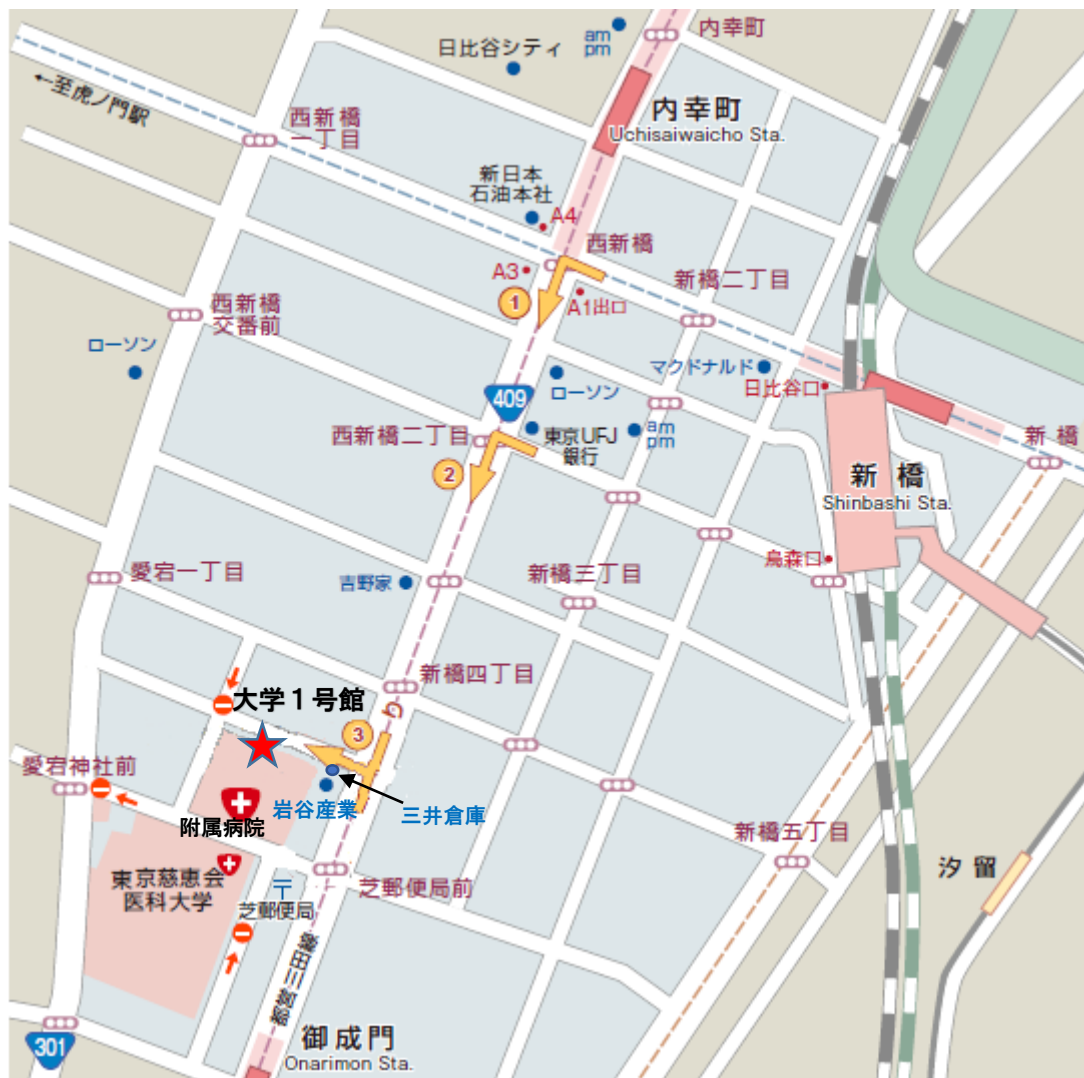 内幸町
am
pm
日比谷シティ
←至虎ノ門駅
西新橋
一丁目
内幸町
Uchisaiwaicho Sta.
新日本
石油本社
A4
西新橋
A3
新橋二丁目
1
A1出口
西新橋
交番前
ローソン
マクドナルド
日比谷口
ローソン
409
西新橋二丁目
東京UFJ
銀行
am
pm
新橋
2
新橋
Shinbashi Sta.
烏森口
愛宕一丁目
吉野家
新橋三丁目
新橋四丁目
大学1号館
3
愛宕神社前
岩谷産業
三井倉庫
附属病院
新橋五丁目
東京慈恵会
医科大学
〒
芝郵便局
芝郵便局前
汐留
都営三田線
301
御成門
Onarimon Sta.